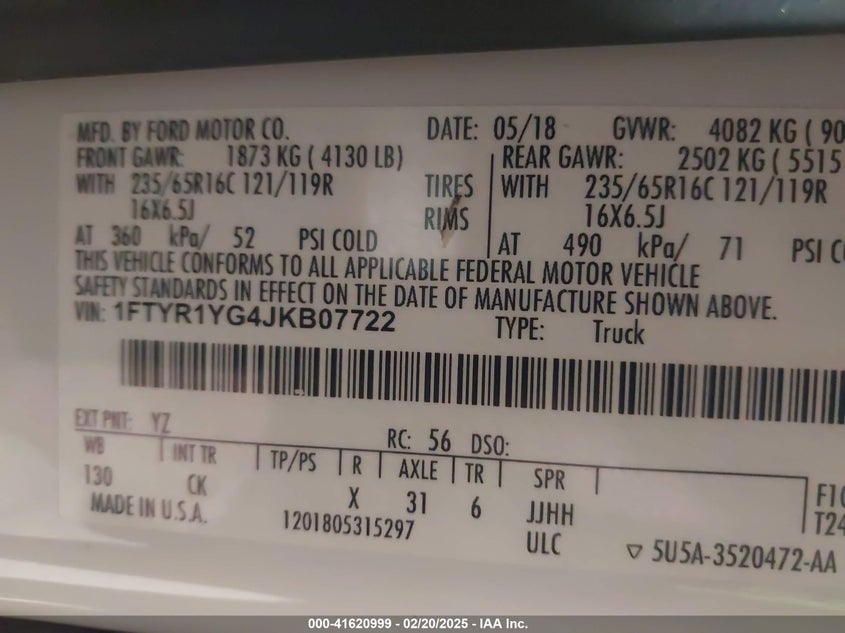 MFD. BY FORD MOTOR CO. DATE: 05/18 GVWR: 4082 KG ( 90
FRONT GAWR: 1873 KG ( 4130 LB) REAR GAWR: 2502 KG ( 5515
WITH 235/65R16C 121/119R TIRES WITH 235/65R16C 121/119R
16X6.5J RIMS 16X6.5J
AT 360 kPa/ 52 PSI COLD AT 490 kPa/ 71 PSI CO
THIS VEHICLE CONFORMS TO ALL APPLICABLE FEDERAL MOTOR VEHICLE
SAFETY STANDARDS IN EFFECT ON THE DATE OF MANUFACTURE SHOWN ABOVE.
VIN: 1FTYR1YG4JKB07722 TYPE: Truck
EXT PNT: YZ RC: 56 DSO:
WB INT TR TP/PS R AXLE TR SPR
130 CK X 31 6 JJHH F10
MADE IN U.S.A. 1201805315297 ULC T24
▽ 5U5A-3520472-AA
000-41620999 — 02/20/2025 — IAA Inc.